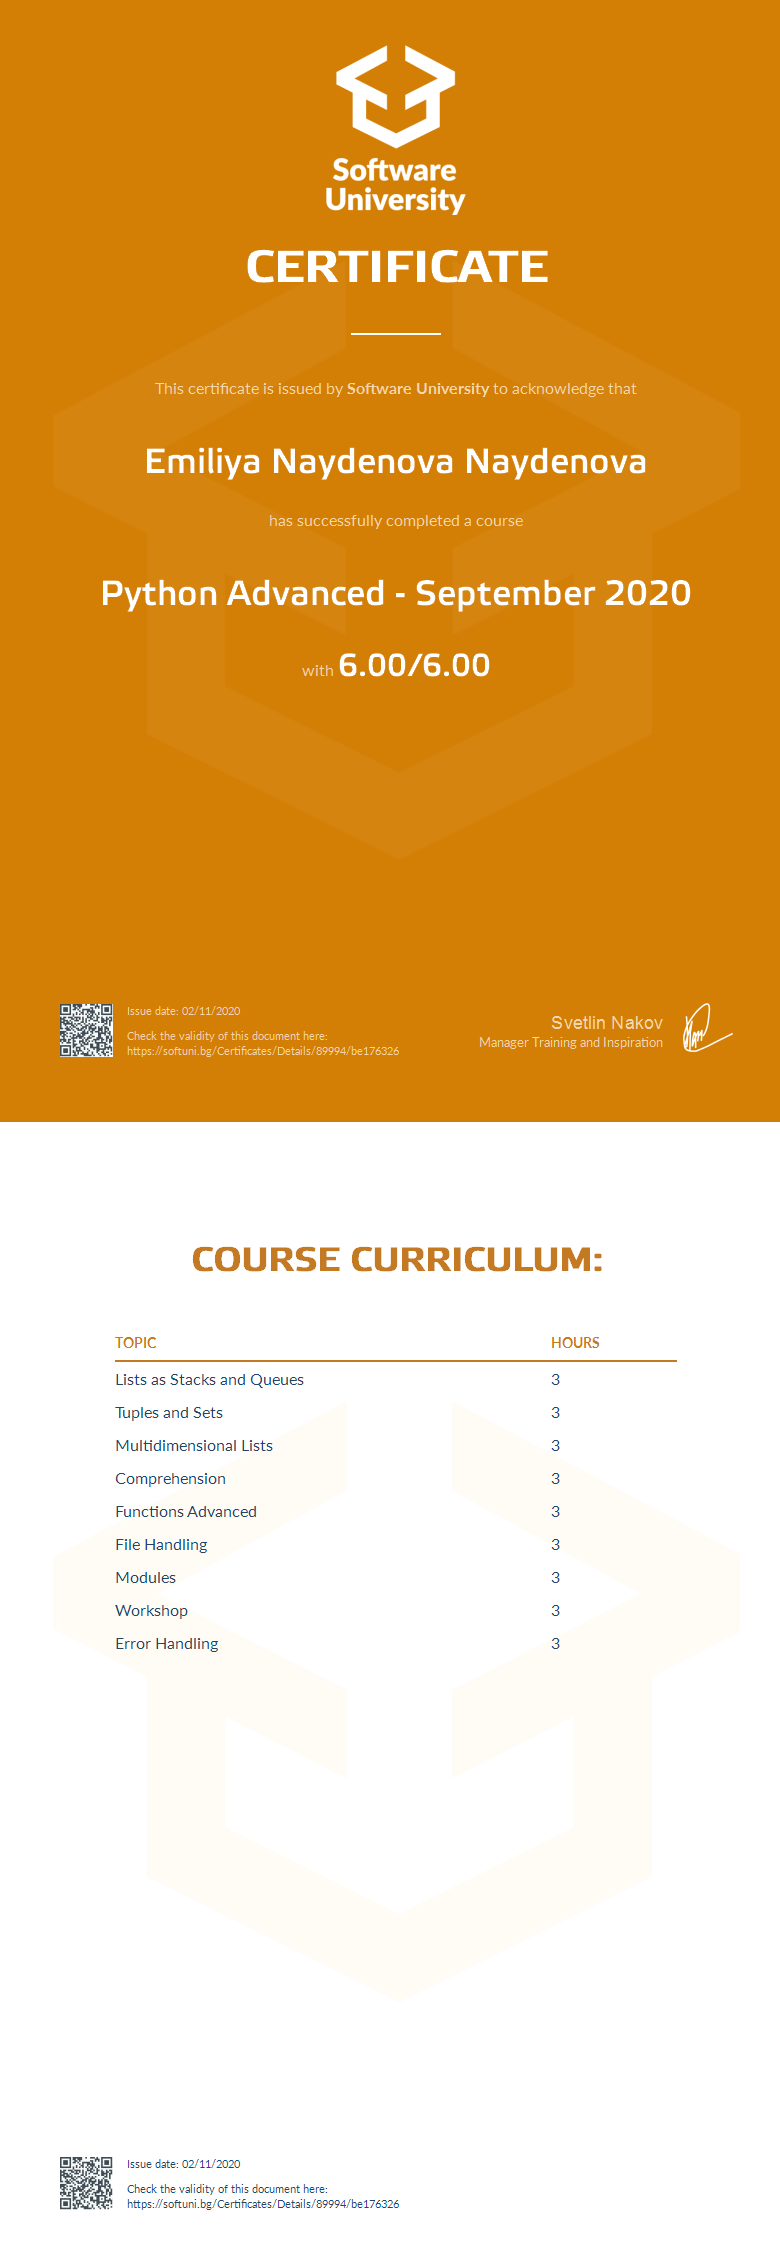 Software
University
CERTIFICATE
This certificate is issued by Software University to acknowledge that
Emiliya Naydenova Naydenova
has successfully completed a course
Python Advanced - September 2020
with 6.00/6.00
Issue date: 02/11/2020
Check the validity of this document here:
https://softuni.bg/Certificates/Details/89994/be176326
Svetlin Nakov
Manager Training and Inspiration
COURSE CURRICULUM:
TOPIC HOURS
Lists as Stacks and Queues 3
Tuples and Sets 3
Multidimensional Lists 3
Comprehension 3
Functions Advanced 3
File Handling 3
Modules 3
Workshop 3
Error Handling 3
Issue date: 02/11/2020
Check the validity of this document here:
https://softuni.bg/Certificates/Details/89994/be176326